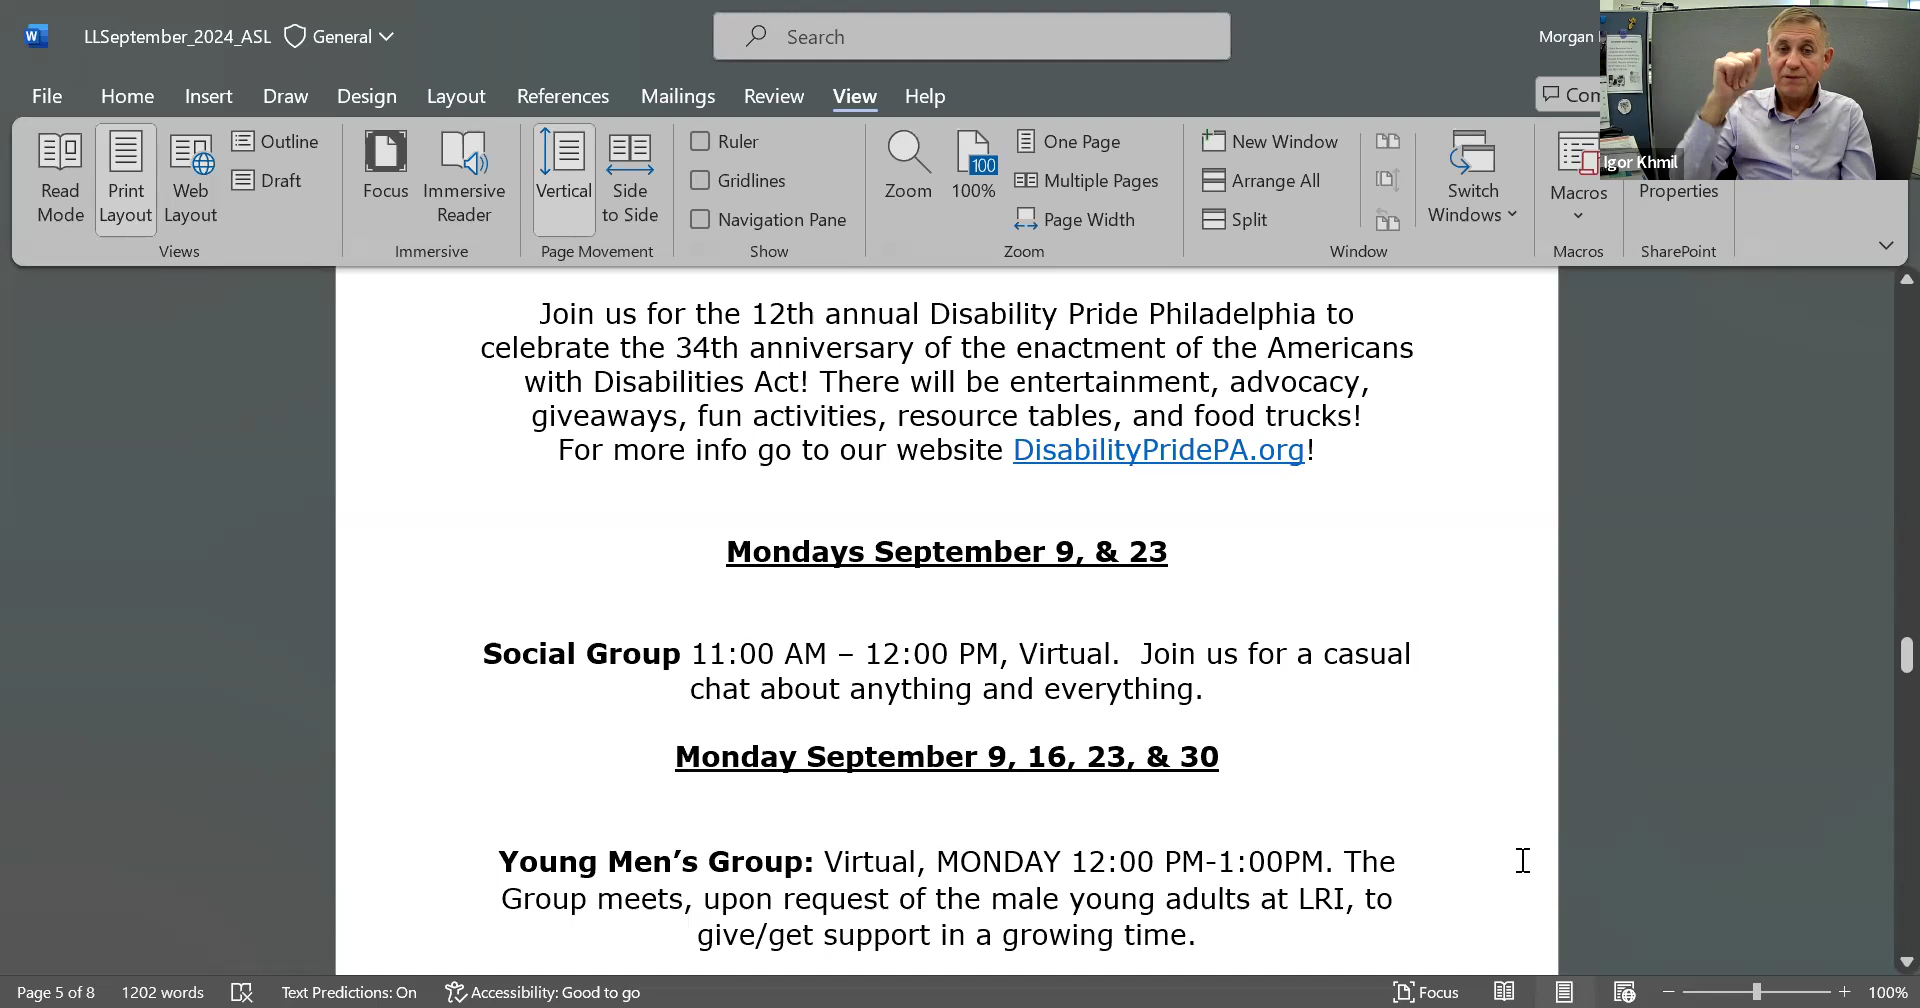 LLSeptember_2024_ASL General
Search
Morgan
File Home Insert Draw Design Layout References Mailings Review View Help
Com
Read Mode
Print Layout
Web Layout
Outline
Draft
Views
Focus
Immersive Reader
Immersive
Vertical
Side to Side
Page Movement
Ruler
Gridlines
Navigation Pane
Show
Zoom
100
100%
One Page
Multiple Pages
Page Width
Zoom
New Window
Arrange All
Split
Switch Windows
Window
Macros
Macros
Properties
SharePoint
Igor Khmil
Join us for the 12th annual Disability Pride Philadelphia to
celebrate the 34th anniversary of the enactment of the Americans
with Disabilities Act! There will be entertainment, advocacy,
giveaways, fun activities, resource tables, and food trucks!
For more info go to our website DisabilityPridePA.org!
Mondays September 9, & 23
Social Group 11:00 AM – 12:00 PM, Virtual.  Join us for a casual
chat about anything and everything.
Monday September 9, 16, 23, & 30
Young Men’s Group: Virtual, MONDAY 12:00 PM-1:00PM. The
Group meets, upon request of the male young adults at LRI, to
give/get support in a growing time.
Page 5 of 8 1202 words Text Predictions: On Accessibility: Good to go Focus 100%